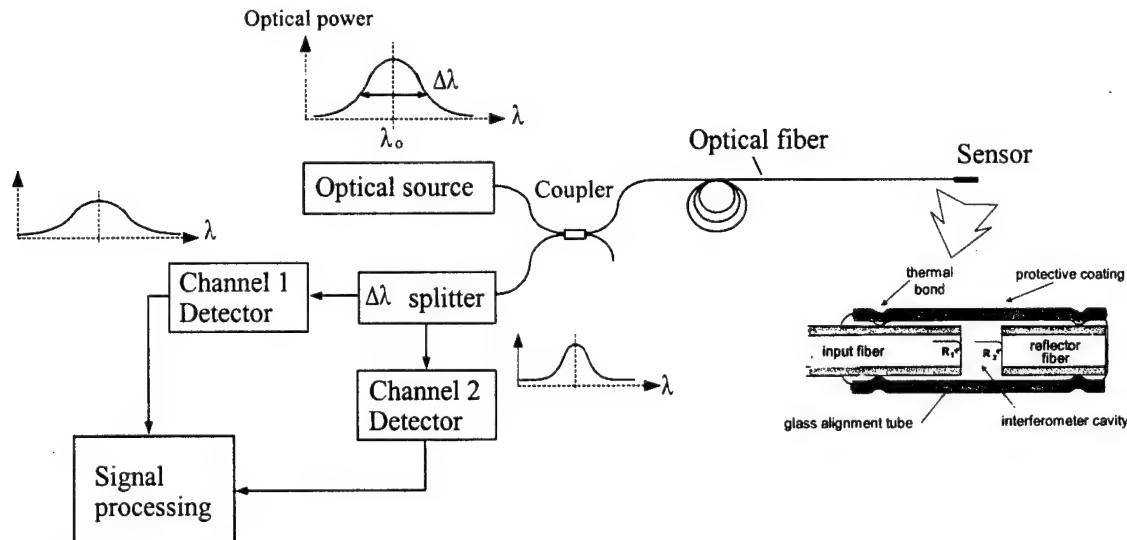 Optical power
Δλ
λ
λo
Optical fiber
Sensor
Optical source
Coupler
λ
Channel 1
Detector
Δλ splitter
thermal
bond
protective coating
input fiber
R1
R2
reflector
fiber
λ
Channel 2
Detector
glass alignment tube
interferometer cavity
Signal
processing